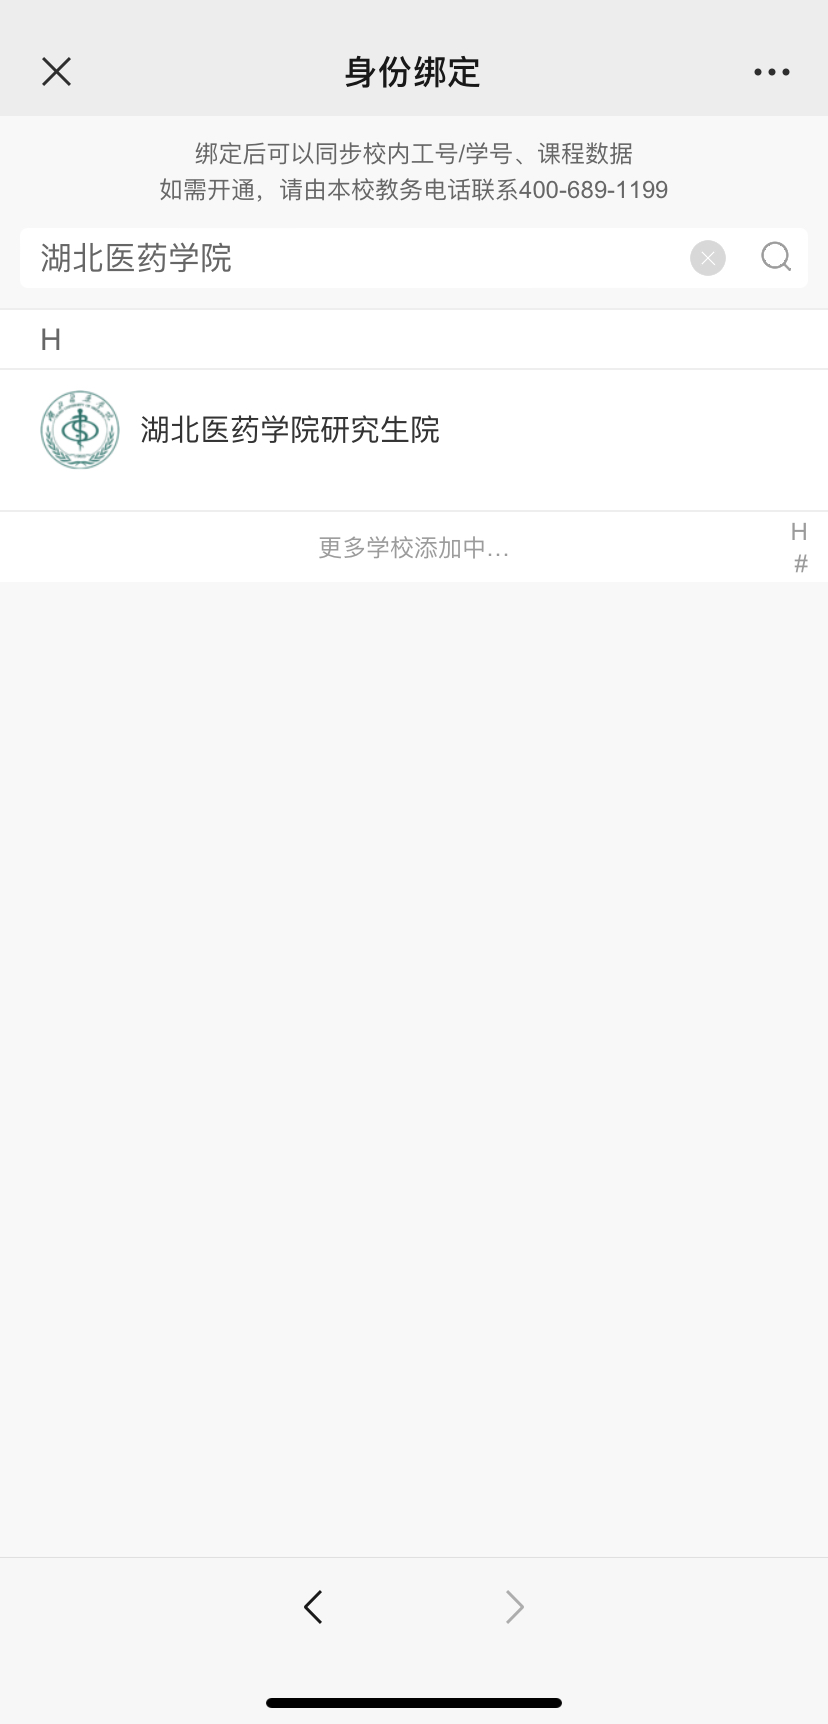 身份绑定
绑定后可以同步校内工号/学号、课程数据
如需开通，请由本校教务电话联系400-689-1199
湖北医药学院
H
湖北医药学院研究生院
更多学校添加中...
H
#